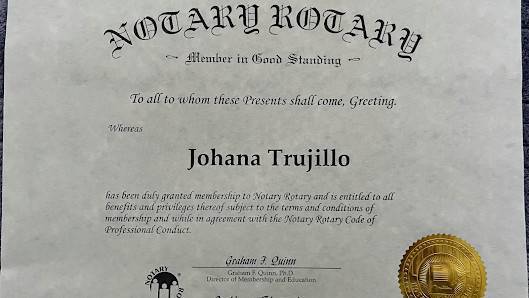 NOTARY ROTARY
~ Member in Good Standing ~
To all to whom these Presents shall come, Greeting.
Whereas
Johana Trujillo
has been duly granted membership to Notary Rotary and is entitled to all
benefits and privileges thereof subject to the terms and conditions of
membership and while in agreement with the Notary Rotary Code of
Professional Conduct.
Graham F. Quinn
Graham F. Quinn, Ph.D.
Director of Membership and Education
NOTARY